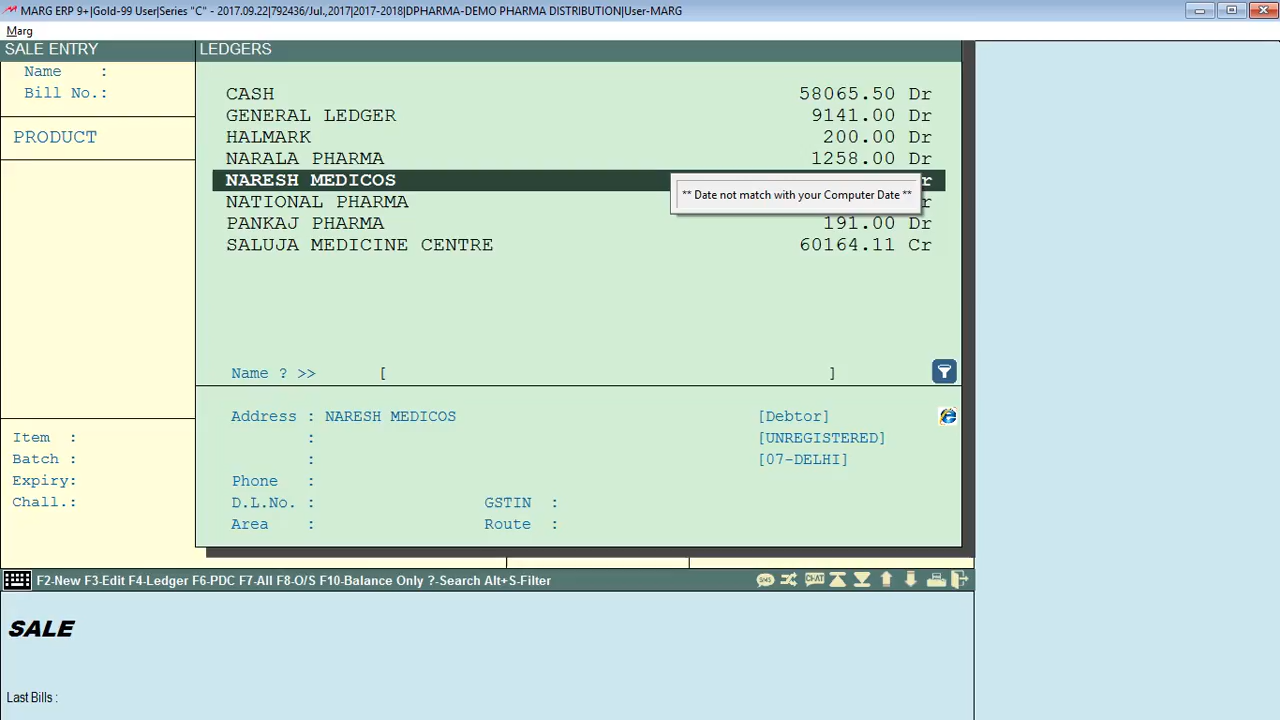 MARG ERP 9+|Gold-99 User|Series "C" - 2017.09.22|792436/Jul.,2017|2017-2018|DPHARMA-DEMO PHARMA DISTRIBUTION|User-MARG
Marg
SALE ENTRY
LEDGERS
Name :
Bill No.:
PRODUCT
CASH 58065.50 Dr
GENERAL LEDGER 9141.00 Dr
HALMARK 200.00 Dr
NARALA PHARMA 1258.00 Dr
NARESH MEDICOS r
** Date not match with your Computer Date **
NATIONAL PHARMA r
PANKAJ PHARMA 191.00 Dr
SALUJA MEDICINE CENTRE 60164.11 Cr
Name ? >> [ ]
Address : NARESH MEDICOS [Debtor]
: [UNREGISTERED]
: [07-DELHI]
Phone :
D.L.No. : GSTIN :
Area : Route :
Item :
Batch :
Expiry:
Chall.:
F2-New F3-Edit F4-Ledger F6-PDC F7-All F8-O/S F10-Balance Only ?-Search Alt+S-Filter
SMS
CHAT
SALE
Last Bills :